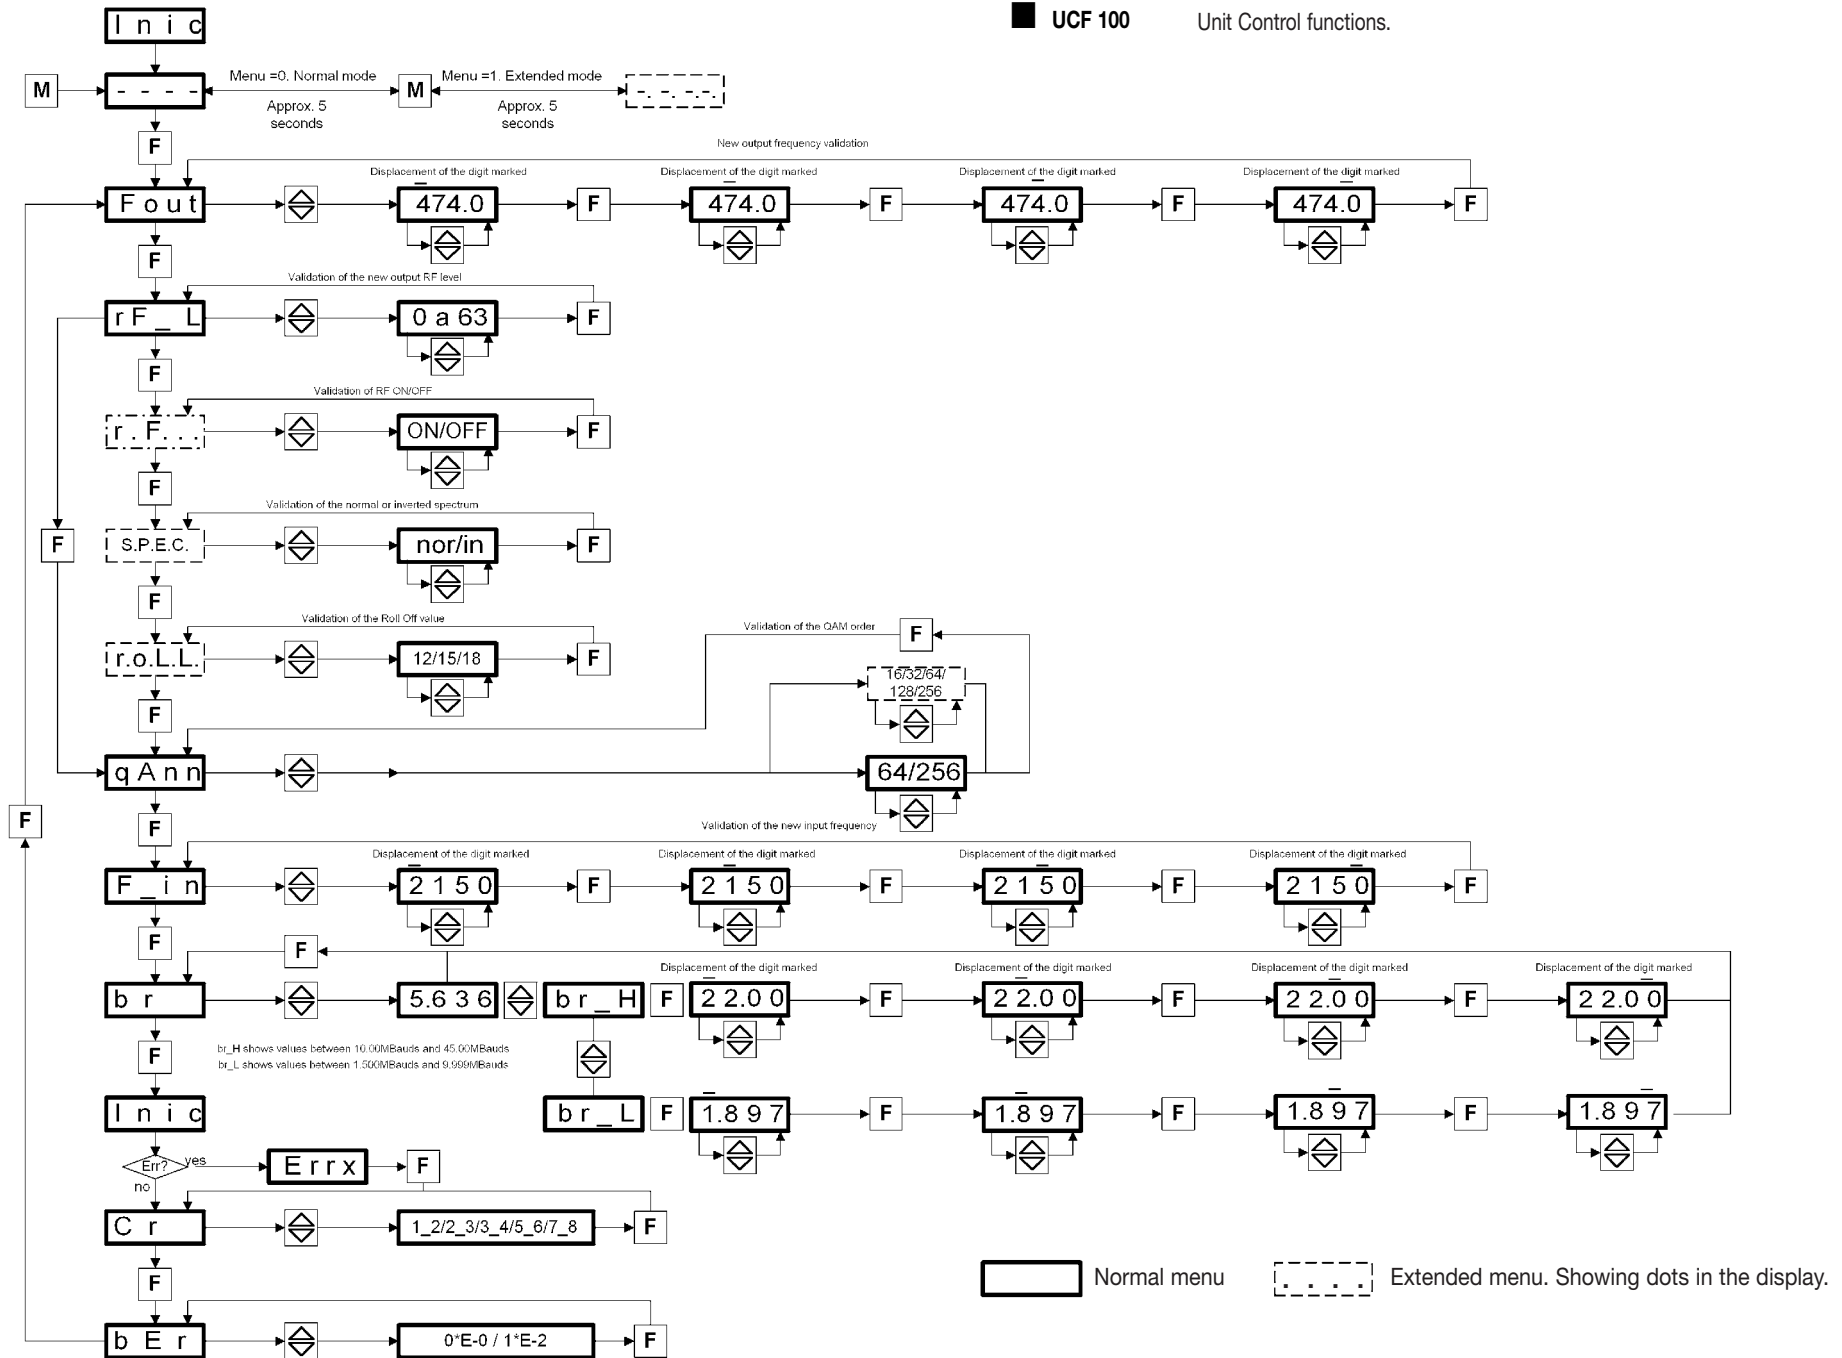 I n i c
■ UCF 100 Unit Control functions.
M
- - - -
Menu =0. Normal mode
Approx. 5
seconds
M
Menu =1. Extended mode
Approx. 5
seconds
-. -. -.-.
F
New output frequency validation
Displacement of the digit marked
Displacement of the digit marked
Displacement of the digit marked
Displacement of the digit marked
F o u t
474.0
F
474.0
F
474.0
F
474.0
F
F
Validation of the new output RF level
r F _ L
0 a 63
F
F
Validation of RF ON/OFF
r . F. . .
ON/OFF
F
F
Validation of the normal or inverted spectrum
F
S.P.E.C.
nor/in
F
F
Validation of the Roll Off value
Validation of the QAM order
F
r.o.L.L.
12/15/18
F
16/32/64/
128/256
F
q A n n
64/256
F
F
Validation of the new input frequency
Displacement of the digit marked
Displacement of the digit marked
Displacement of the digit marked
Displacement of the digit marked
F _ i n
2 1 5 0
F
2 1 5 0
F
2 1 5 0
F
2 1 5 0
F
F
F
Displacement of the digit marked
Displacement of the digit marked
Displacement of the digit marked
Displacement of the digit marked
b r
5.6 3 6
b r _ H
F
2 2.0 0
F
2 2.0 0
F
2 2.0 0
F
2 2.0 0
F
br_H shows values between 10.00MBauds and 45.00MBauds
br_L shows values between 1.500MBauds and 9.999MBauds
I n i c
b r _ L
F
1.8 9 7
F
1.8 9 7
F
1.8 9 7
F
1.8 9 7
Err?
yes
E r r x
F
no
C r
1_2/2_3/3_4/5_6/7_8
F
F
Normal menu
. . . .
Extended menu. Showing dots in the display.
b E r
0*E-0 / 1*E-2
F